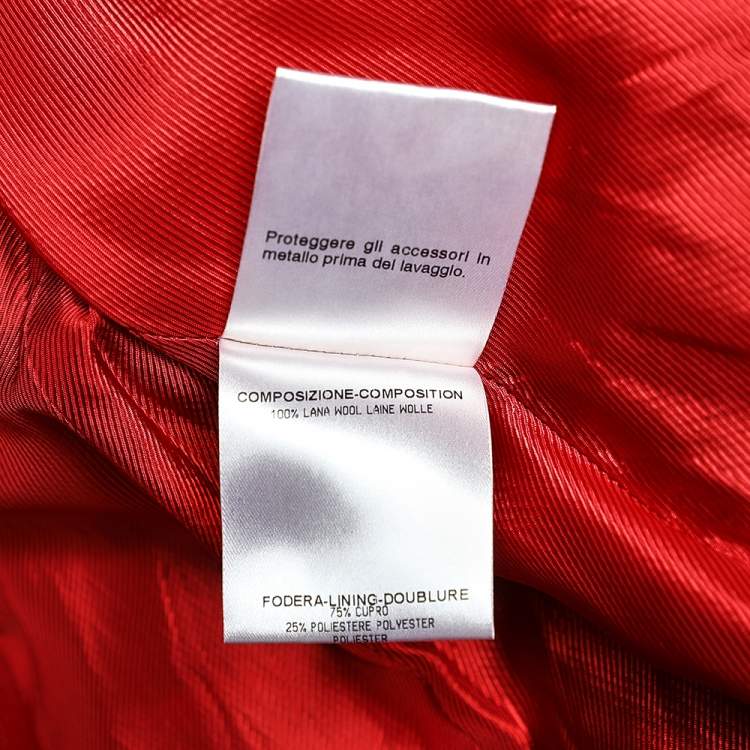 Proteggere gli accessori in
metallo prima del lavaggio.
COMPOSIZIONE-COMPOSITION
100% LANA WOOL LAINE WOLLE
FODERA-LINING-DOUBLURE
75% CUPRO
25% POLIESTERE POLYESTER
POLIESTER